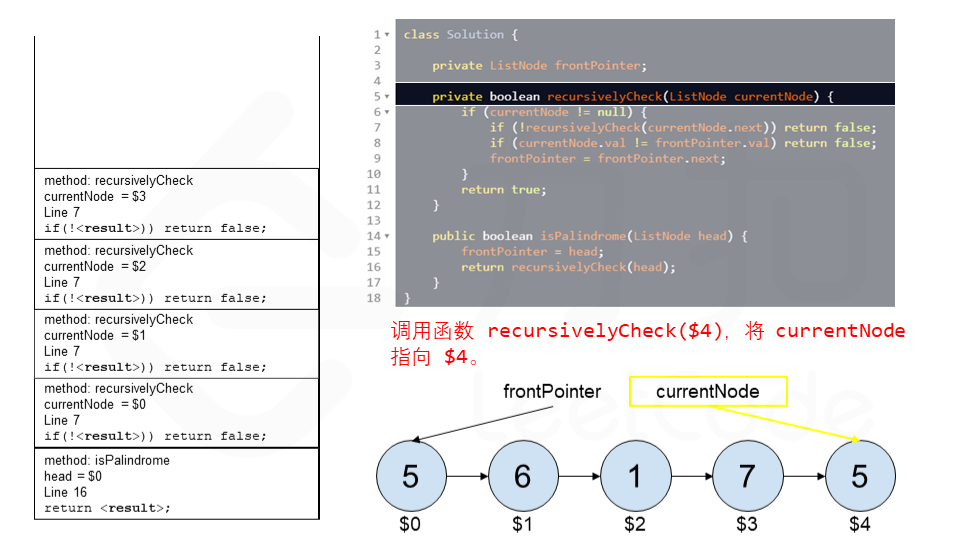 method: recursivelyCheck
currentNode = $3
Line 7
if(!<result>)) return false;
method: recursivelyCheck
currentNode = $2
Line 7
if(!<result>)) return false;
method: recursivelyCheck
currentNode = $1
Line 7
if(!<result>)) return false;
method: recursivelyCheck
currentNode = $0
Line 7
if(!<result>)) return false;
method: isPalindrome
head = $0
Line 16
return <result>;
1 class Solution {
2
3 private ListNode frontPointer;
4
5 private boolean recursivelyCheck(ListNode currentNode) {
6 if (currentNode != null) {
7 if (!recursivelyCheck(currentNode.next)) return false;
8 if (currentNode.val != frontPointer.val) return false;
9 frontPointer = frontPointer.next;
10 }
11 return true;
12 }
13
14 public boolean isPalindrome(ListNode head) {
15 frontPointer = head;
16 return recursivelyCheck(head);
17 }
18 }
调用函数 recursivelyCheck($4)，将 currentNode
指向 $4。
frontPointer currentNode
5 6 1 7 5
$0 $1 $2 $3 $4
LeetCode